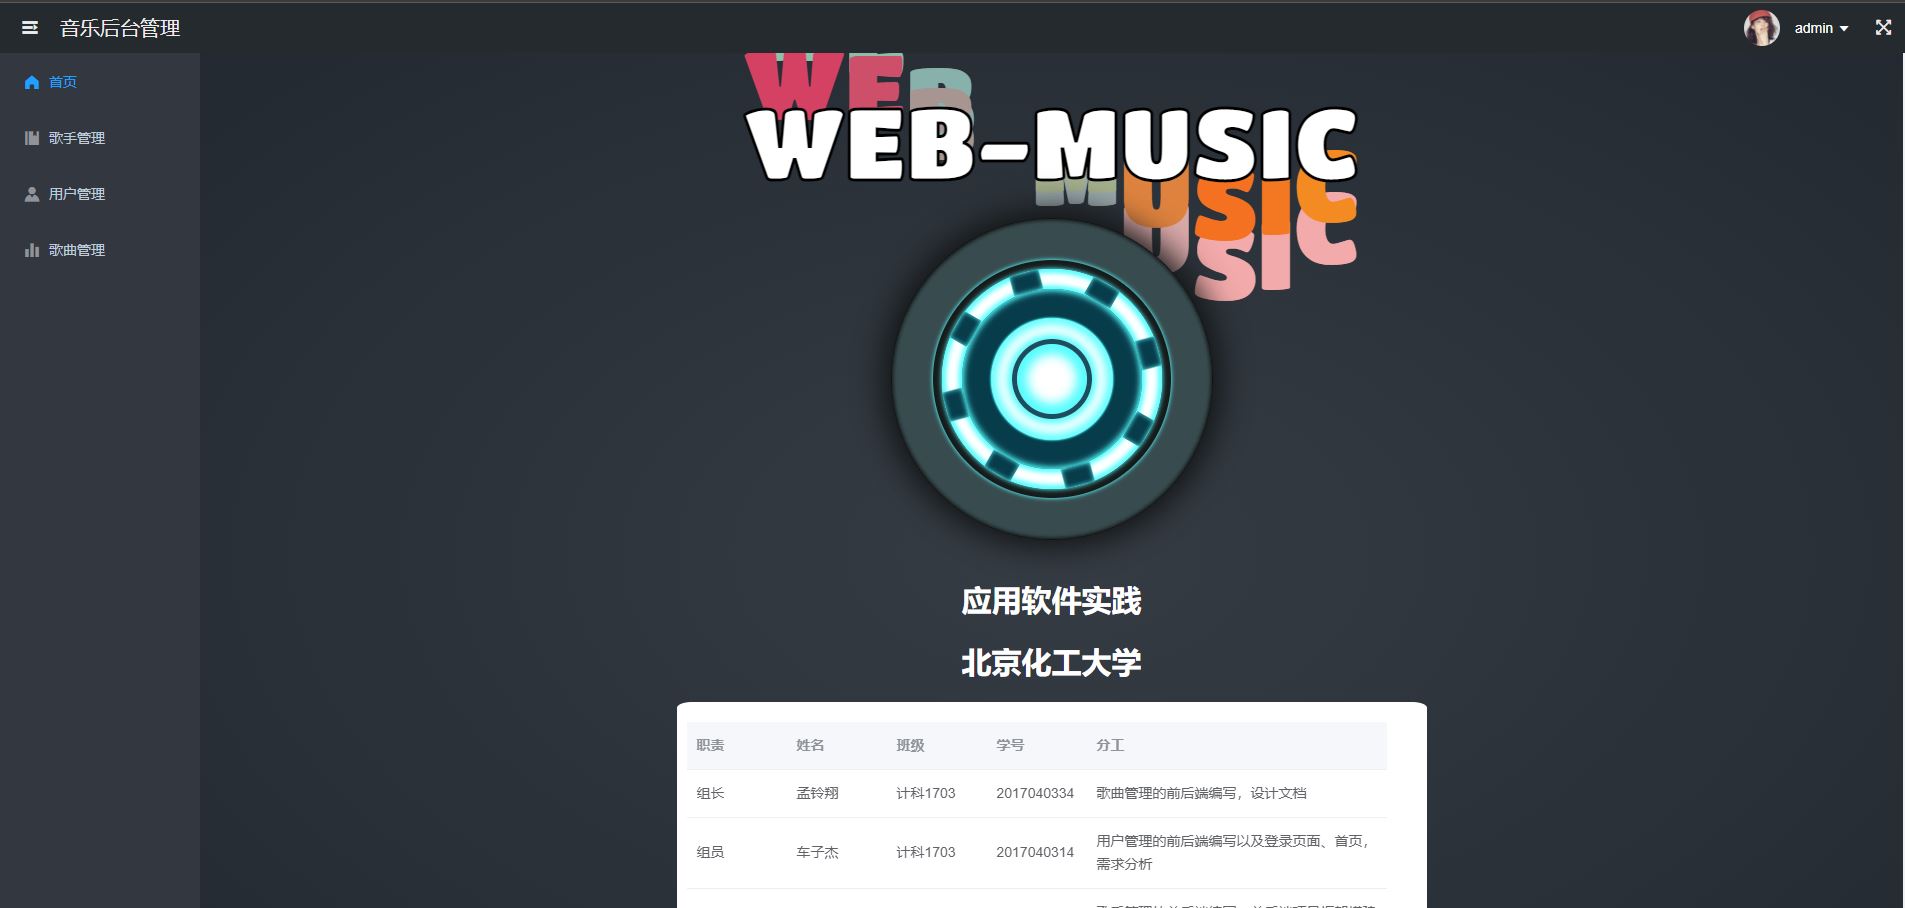 音乐后台管理
admin
首页
歌手管理
用户管理
歌曲管理
WEB-MUSIC
应用软件实践
北京化工大学
职责 姓名 班级 学号 分工
组长 孟铃翔 计科1703 2017040334 歌曲管理的前后端编写，设计文档
组员 车子杰 计科1703 2017040314 用户管理的前后端编写以及登录页面、首页，
需求分析